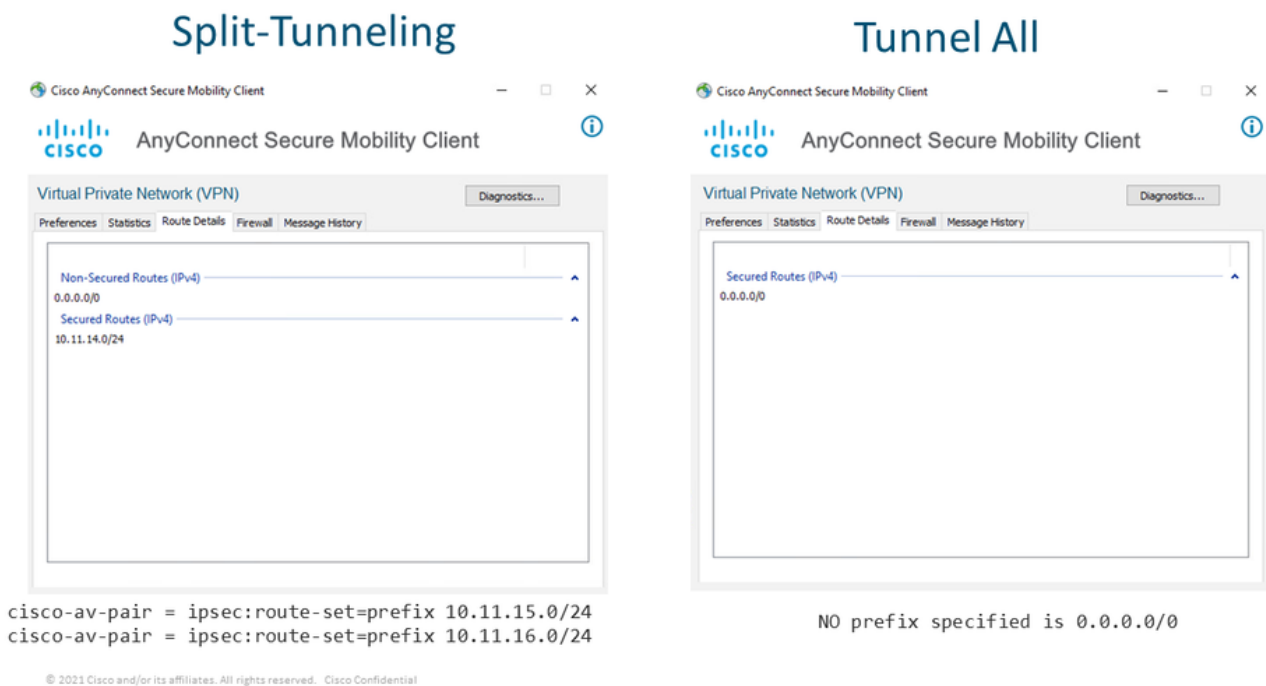 Split-Tunneling
Cisco AnyConnect Secure Mobility Client
CISCO
AnyConnect Secure Mobility Client
Virtual Private Network (VPN)
Diagnostics...
Preferences Statistics Route Details Firewall Message History
Non-Secured Routes (IPv4)
0.0.0.0/0
Secured Routes (IPv4)
10.11.14.0/24
cisco-av-pair = ipsec:route-set=prefix 10.11.15.0/24
cisco-av-pair = ipsec:route-set=prefix 10.11.16.0/24
Tunnel All
Cisco AnyConnect Secure Mobility Client
CISCO
AnyConnect Secure Mobility Client
Virtual Private Network (VPN)
Diagnostics...
Preferences Statistics Route Details Firewall Message History
Secured Routes (IPv4)
0.0.0.0/0
NO prefix specified is 0.0.0.0/0
© 2021 Cisco and/or its affiliates. All rights reserved. Cisco Confidential